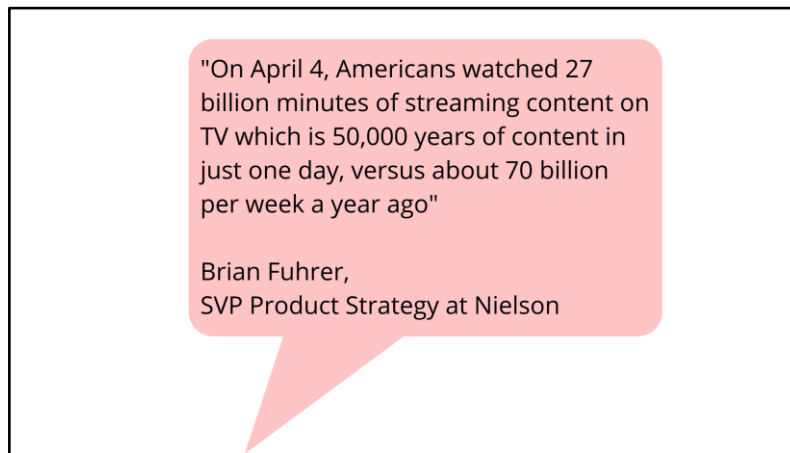 "On April 4, Americans watched 27
billion minutes of streaming content on
TV which is 50,000 years of content in
just one day, versus about 70 billion
per week a year ago"
Brian Fuhrer,
SVP Product Strategy at Nielson